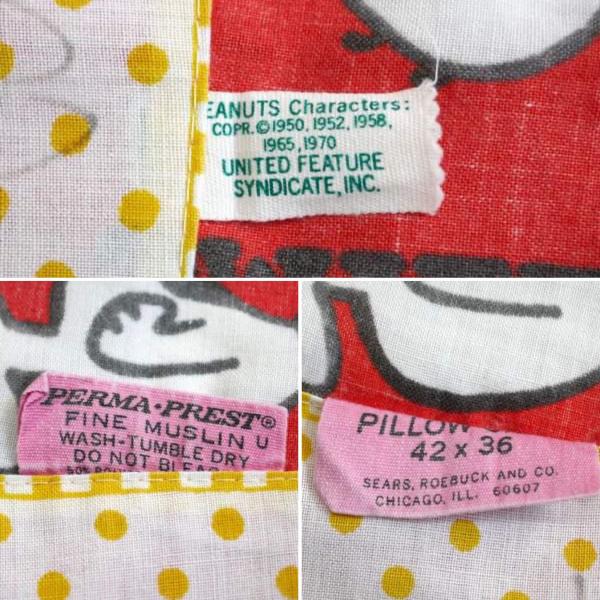 EANUTS Characters:
COPR.©1950, 1952, 1958,
1965, 1970
UNITED FEATURE
SYNDICATE, INC.
PERMA·PREST®
FINE MUSLIN U
WASH-TUMBLE DRY
DO NOT BLEAC
PILLOW
42 x 36
SEARS, ROEBUCK AND CO.
CHICAGO, ILL. 60607